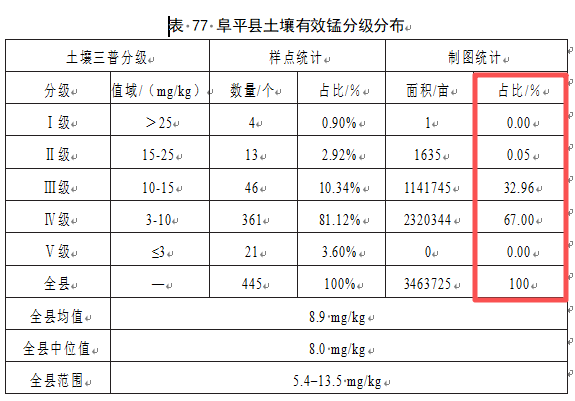 表 77 阜平县土壤有效锰分级分布
土壤三普分级 样点统计 制图统计
分级 值域/（mg/kg） 数量/个 占比/% 面积/亩 占比/%
Ⅰ级 ＞25 4 0.90% 1 0.00
Ⅱ级 15-25 13 2.92% 1635 0.05
Ⅲ级 10-15 46 10.34% 1141745 32.96
Ⅳ级 3-10 361 81.12% 2320344 67.00
Ⅴ级 ≤3 21 3.60% 0 0.00
全县 — 445 100% 3463725 100
全县均值 8.9 mg/kg
全县中位值 8.0 mg/kg
全县范围 5.4–13.5 mg/kg